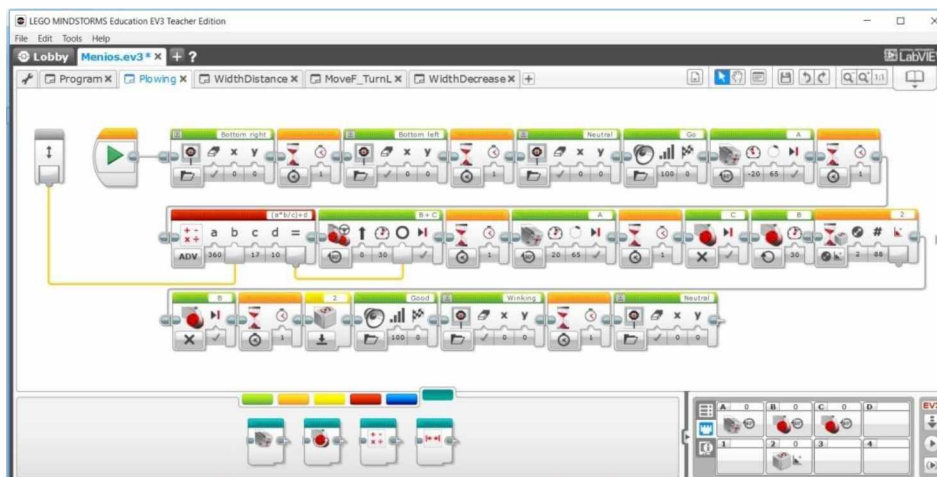 LEGO MINDSTORMS Education EV3 Teacher Edition
File Edit Tools Help
Lobby Menios.ev3* × + ?
LabVIE
Program × Plowing × WidthDistance × MoveF_TurnL × WidthDecrease × +
1:1
Bottom right Bottom left Neutral Go A
x y x y x y
0 0 1 0 0 1 0 0 100 0 -20 65 1
(a*b/c)+d B+C A C B 2
a b c d = #
ADV 360 17 10 0 30 1 20 65 1 30 2 88
B 2 Good Winking Neutral
x y x y
1 100 0 0 0 1 0 0
A 0 B 0 C 0 D EV3
1 2 0 3 4